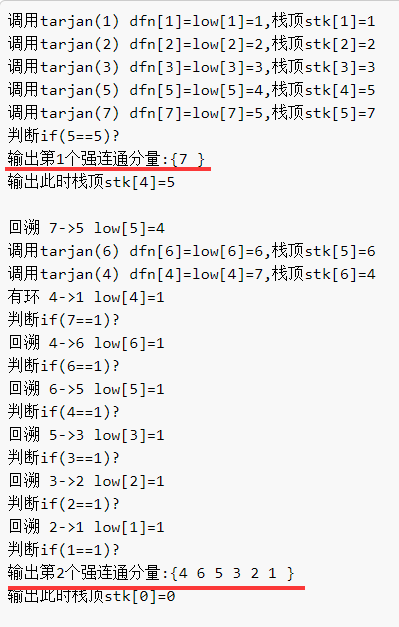 调用tarjan(1) dfn[1]=low[1]=1,栈顶stk[1]=1
调用tarjan(2) dfn[2]=low[2]=2,栈顶stk[2]=2
调用tarjan(3) dfn[3]=low[3]=3,栈顶stk[3]=3
调用tarjan(5) dfn[5]=low[5]=4,栈顶stk[4]=5
调用tarjan(7) dfn[7]=low[7]=5,栈顶stk[5]=7
判断if(5==5)?
输出第1个强连通分量:{7 }
输出此时栈顶stk[4]=5
回溯 7->5 low[5]=4
调用tarjan(6) dfn[6]=low[6]=6,栈顶stk[5]=6
调用tarjan(4) dfn[4]=low[4]=7,栈顶stk[6]=4
有环 4->1 low[4]=1
判断if(7==1)?
回溯 4->6 low[6]=1
判断if(6==1)?
回溯 6->5 low[5]=1
判断if(4==1)?
回溯 5->3 low[3]=1
判断if(3==1)?
回溯 3->2 low[2]=1
判断if(2==1)?
回溯 2->1 low[1]=1
判断if(1==1)?
输出第2个强连通分量:{4 6 5 3 2 1 }
输出此时栈顶stk[0]=0